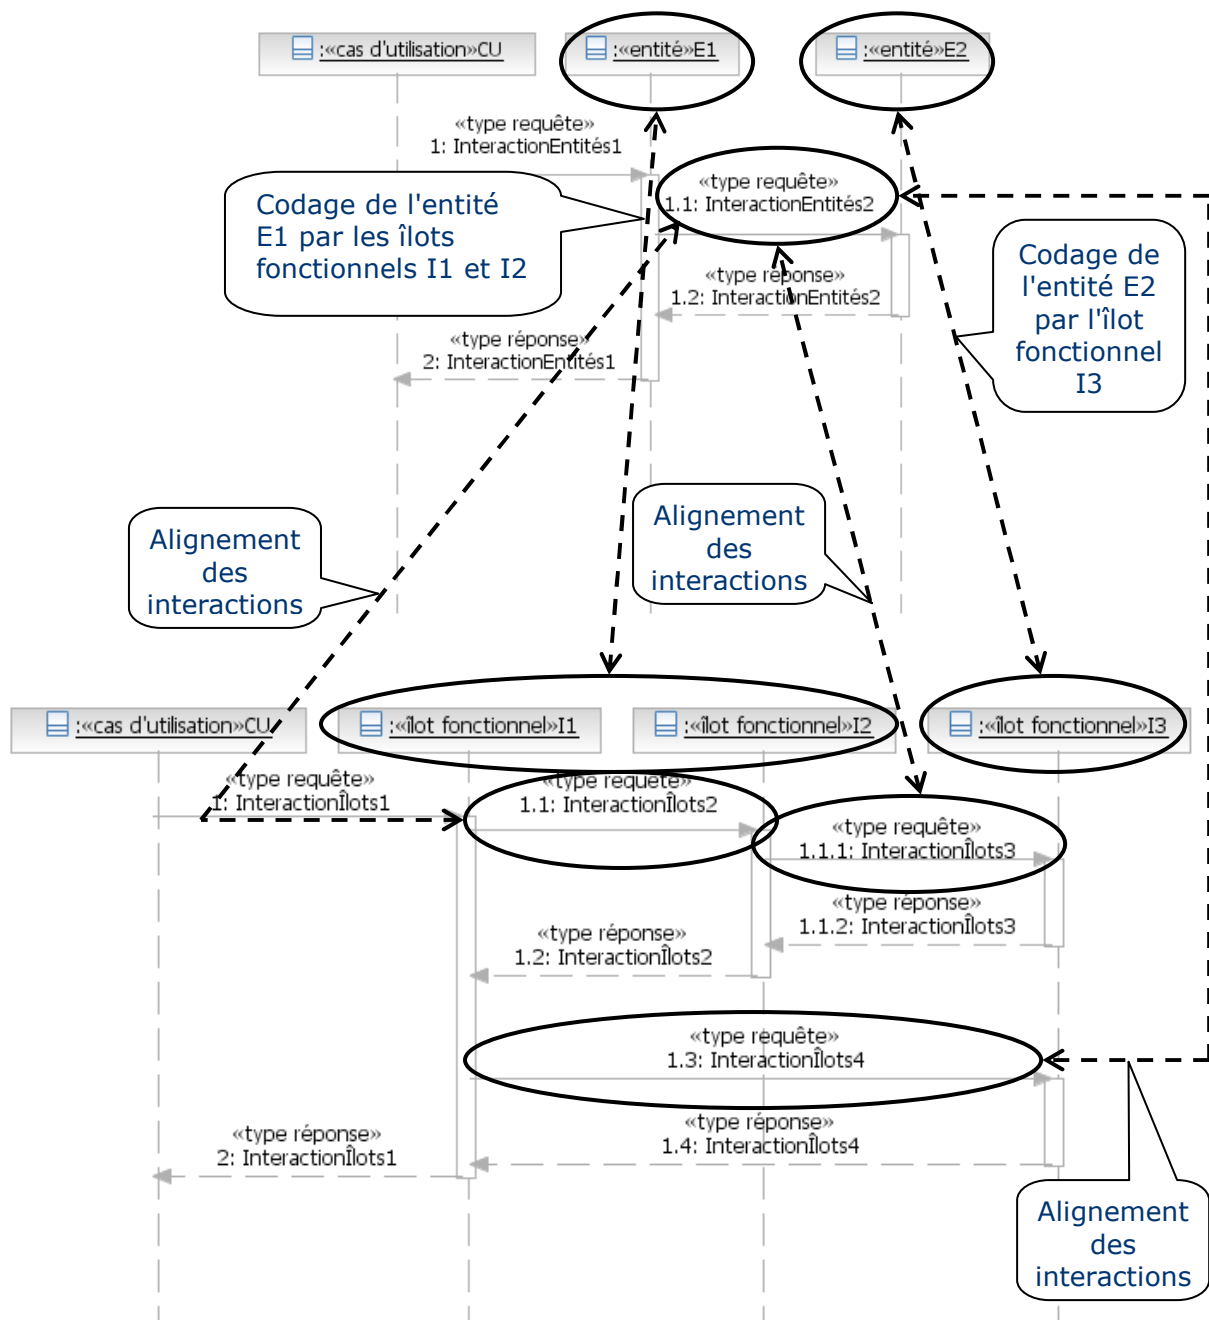 :«cas d'utilisation»CU
:«entité»E1
:«entité»E2
«type requête»
1: InteractionEntités1
«type requête»
1.1: InteractionEntités2
Codage de l'entité
E1 par les îlots
fonctionnels I1 et I2
Codage de
l'entité E2
par l'îlot
fonctionnel
I3
«type réponse»
1.2: InteractionEntités2
«type réponse»
2: InteractionEntités1
Alignement
des
interactions
Alignement
des
interactions
:«cas d'utilisation»CU
:«îlot fonctionnel»I1
:«îlot fonctionnel»I2
:«îlot fonctionnel»I3
«type requête»
1: InteractionÎlots1
«type requête»
1.1: InteractionÎlots2
«type requête»
1.1.1: InteractionÎlots3
«type réponse»
1.1.2: InteractionÎlots3
«type réponse»
1.2: InteractionÎlots2
«type requête»
1.3: InteractionÎlots4
«type réponse»
1.4: InteractionÎlots4
«type réponse»
2: InteractionÎlots1
Alignement
des
interactions